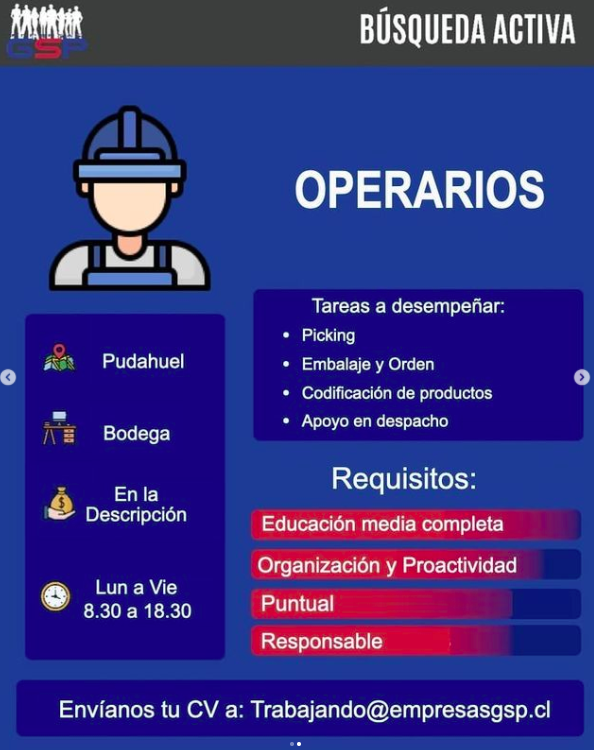 GSP
BÚSQUEDA ACTIVA
OPERARIOS
Pudahuel
Bodega
En la
Descripción
Lun a Vie
8.30 a 18.30
Tareas a desempeñar:
• Picking
• Embalaje y Orden
• Codificación de productos
• Apoyo en despacho
Requisitos:
Educación media completa
Organización y Proactividad
Puntual
Responsable
Envíanos tu CV a: Trabajando@empresasgsp.cl